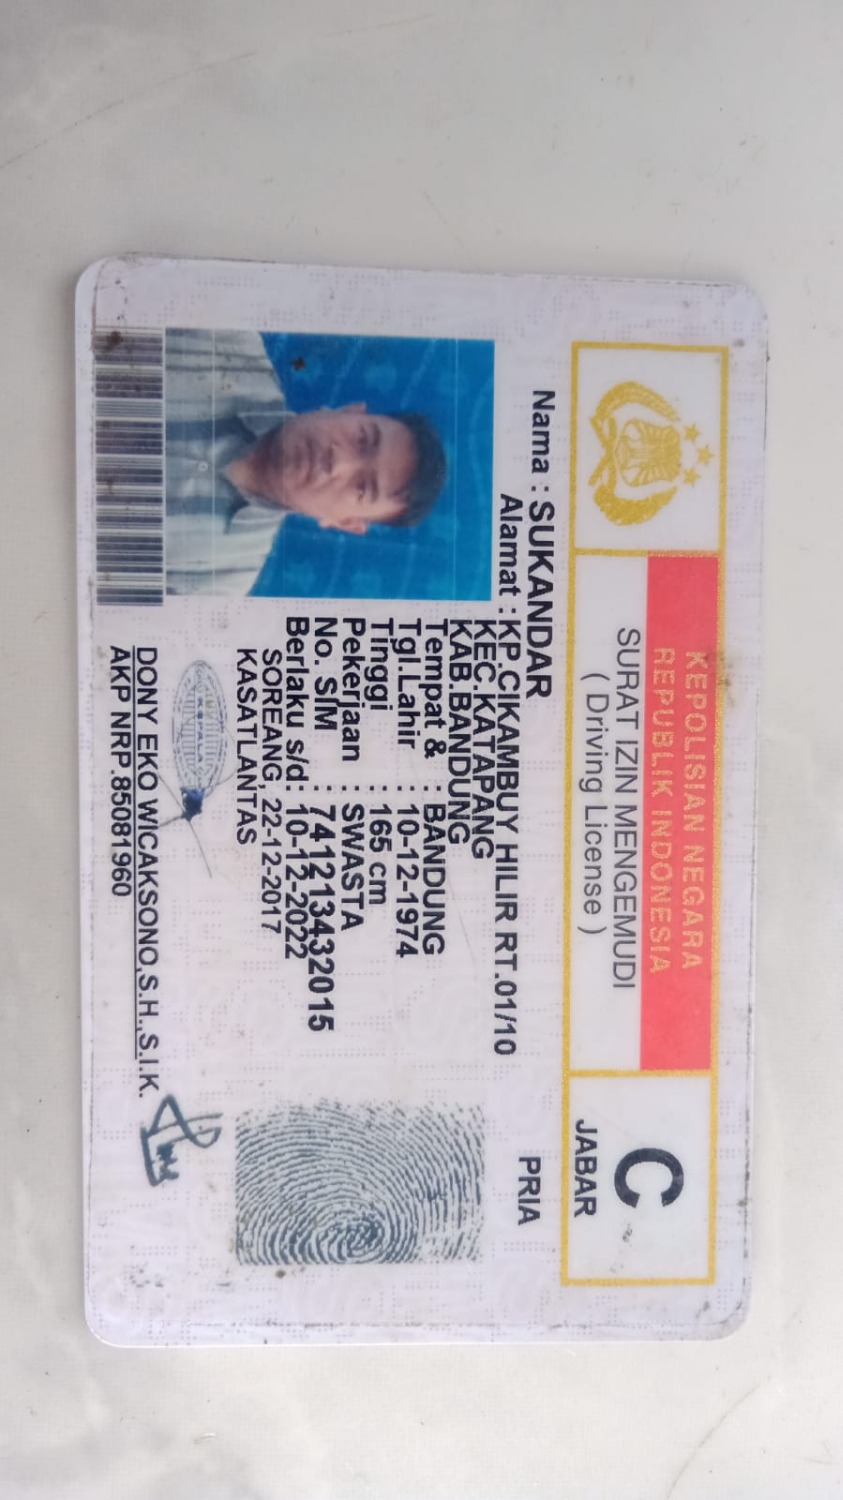 KEPOLISIAN NEGARA
REPUBLIK INDONESIA
SURAT IZIN MENGEMUDI
( Driving License )
C
JABAR
Nama : SUKANDAR
PRIA
Alamat : KP.CIKAMBUY HILIR RT.01/10
KEC.KATAPANG
KAB.BANDUNG
Tempat & : BANDUNG
Tgl.Lahir : 10-12-1974
Tinggi : 165 cm
Pekerjaan : SWASTA
No. SIM : 741213432015
Berlaku s/d : 10-12-2022
SOREANG, 22-12-2017
KASATLANTAS
KEPALA
DONY EKO WICAKSONO,S.H.,S.I.K.
AKP NRP.85081960